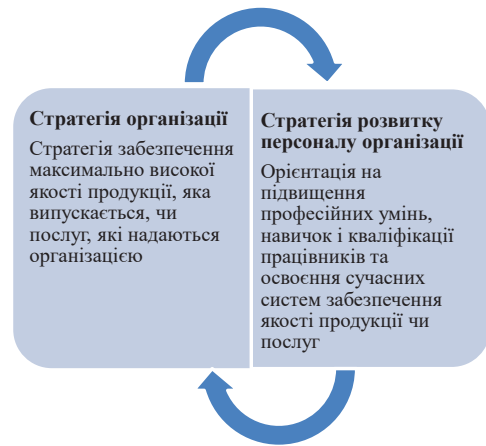 Стратегія організації
Стратегія забезпечення
максимально високої
якості продукції, яка
випускається, чи
послуг, які надаються
організацією
Стратегія розвитку
персоналу організації
Орієнтація на
підвищення
професійних умінь,
навичок і кваліфікації
працівників та
освоєння сучасних
систем забезпечення
якості продукції чи
послуг